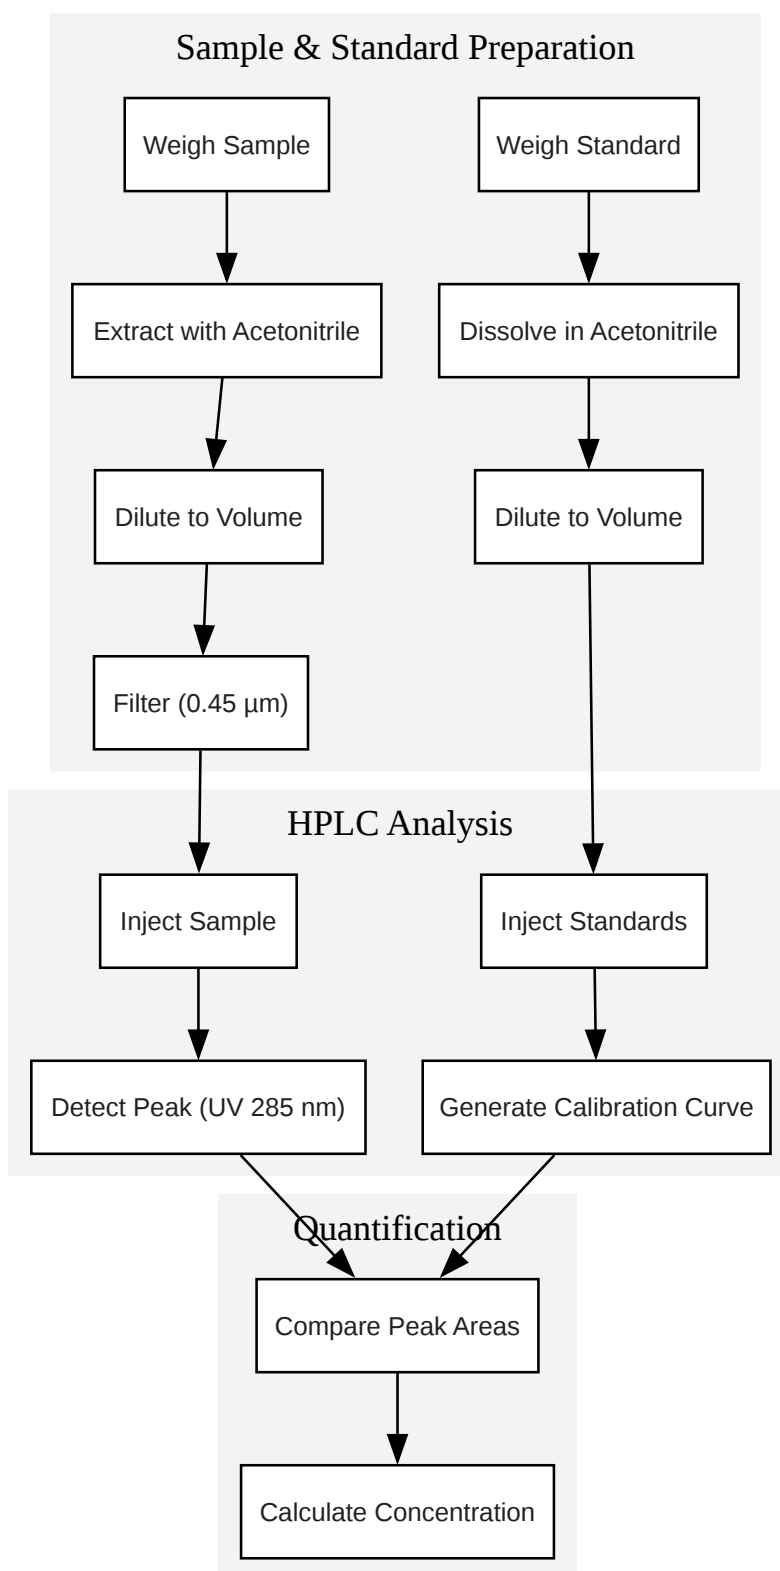 Sample & Standard Preparation
Weigh Sample
Weigh Standard
Extract with Acetonitrile
Dissolve in Acetonitrile
Dilute to Volume
Dilute to Volume
Filter (0.45 µm)
HPLC Analysis
Inject Sample
Inject Standards
Detect Peak (UV 285 nm)
Generate Calibration Curve
Quantification
Compare Peak Areas
Calculate Concentration